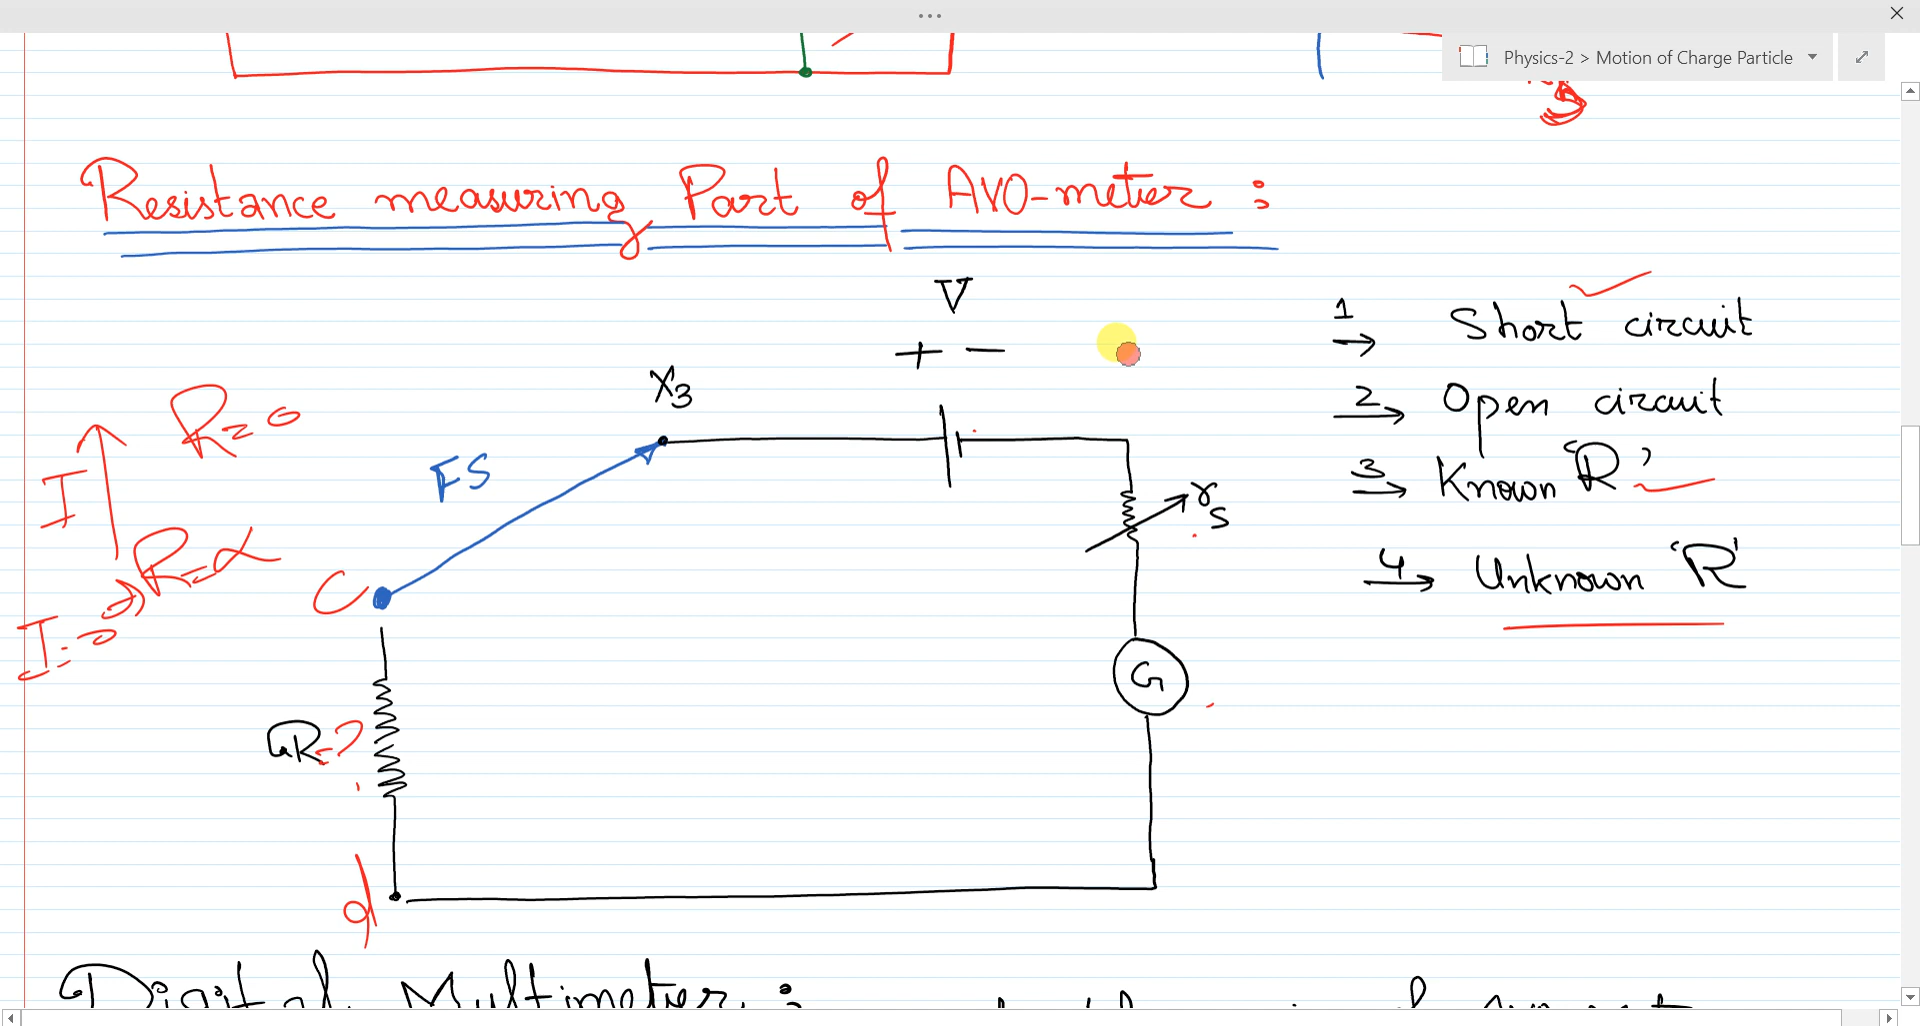 Physics-2 > Motion of Charge Particle
Resistance measuring Part of AVO-meter :
V
+ -
X3
FS
rs
G
C
R = ?
d
R=0
I
R=∝
I=0
1 → Short circuit
2 → Open circuit
3 → Known 'R'
4 → Unknown 'R'
Digital Multimeter :